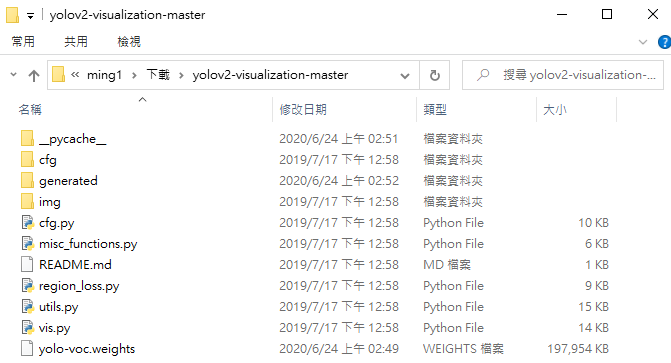 yolov2-visualization-master
常用 共用 檢視
« ming1 › 下載 › yolov2-visualization-master 搜尋 yolov2-visualization-...
名稱 修改日期 類型 大小
__pycache__ 2020/6/24 上午 02:51 檔案資料夾
cfg 2019/7/17 下午 12:58 檔案資料夾
generated 2020/6/24 上午 02:52 檔案資料夾
img 2019/7/17 下午 12:58 檔案資料夾
cfg.py 2019/7/17 下午 12:58 Python File 10 KB
misc_functions.py 2019/7/17 下午 12:58 Python File 6 KB
README.md 2019/7/17 下午 12:58 MD 檔案 1 KB
region_loss.py 2019/7/17 下午 12:58 Python File 9 KB
utils.py 2019/7/17 下午 12:58 Python File 15 KB
vis.py 2019/7/17 下午 12:58 Python File 14 KB
yolo-voc.weights 2020/6/24 上午 02:49 WEIGHTS 檔案 197,954 KB